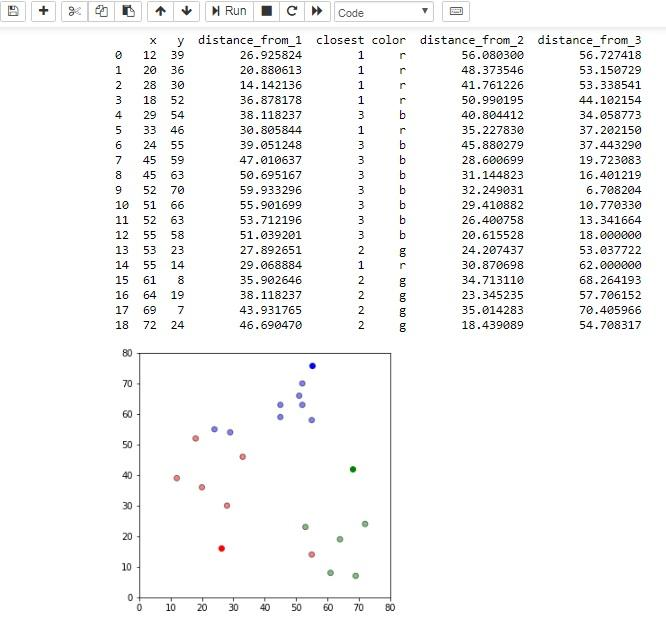 Run
Code
x y distance_from_1 closest color distance_from_2 distance_from_3
0 12 39 26.925824 1 r 56.080300 56.727418
1 20 36 20.880613 1 r 48.373546 53.150729
2 28 30 14.142136 1 r 41.761226 53.338541
3 18 52 36.878178 1 r 50.990195 44.102154
4 29 54 38.118237 3 b 40.804412 34.058773
5 33 46 30.805844 1 r 35.227830 37.202150
6 24 55 39.051248 3 b 45.880279 37.443290
7 45 59 47.010637 3 b 28.600699 19.723083
8 45 63 50.695167 3 b 31.144823 16.401219
9 52 70 59.933296 3 b 32.249031 6.708204
10 51 66 55.901699 3 b 29.410882 10.770330
11 52 63 53.712196 3 b 26.400758 13.341664
12 55 58 51.039201 3 b 20.615528 18.000000
13 53 23 27.892651 2 g 24.207437 53.037722
14 55 14 29.068884 1 r 30.870698 62.000000
15 61 8 35.902646 2 g 34.713110 68.264193
16 64 19 38.118237 2 g 23.345235 57.706152
17 69 7 43.931765 2 g 35.014283 70.405966
18 72 24 46.690470 2 g 18.439089 54.708317
80
70
60
50
40
30
20
10
0
0 10 20 30 40 50 60 70 80